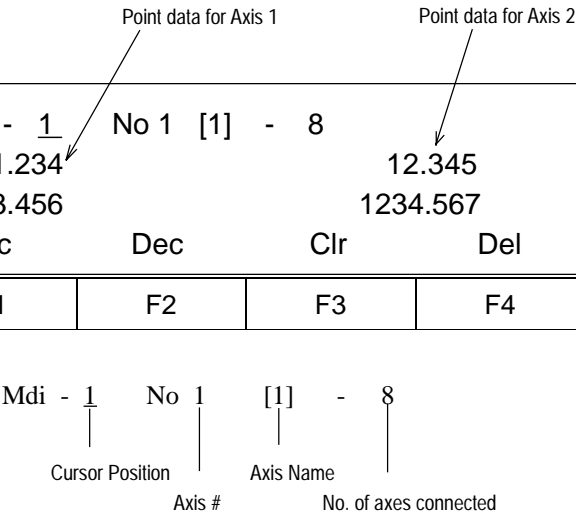 Point data for Axis 1 Point data for Axis 2
- 1 No 1 [1] - 8
.234 12.345
.456 1234.567
Dec Clr Del
F2 F3 F4
Mdi - 1 No 1 [1] - 8
Cursor Position Axis Name
Axis # No. of axes connected